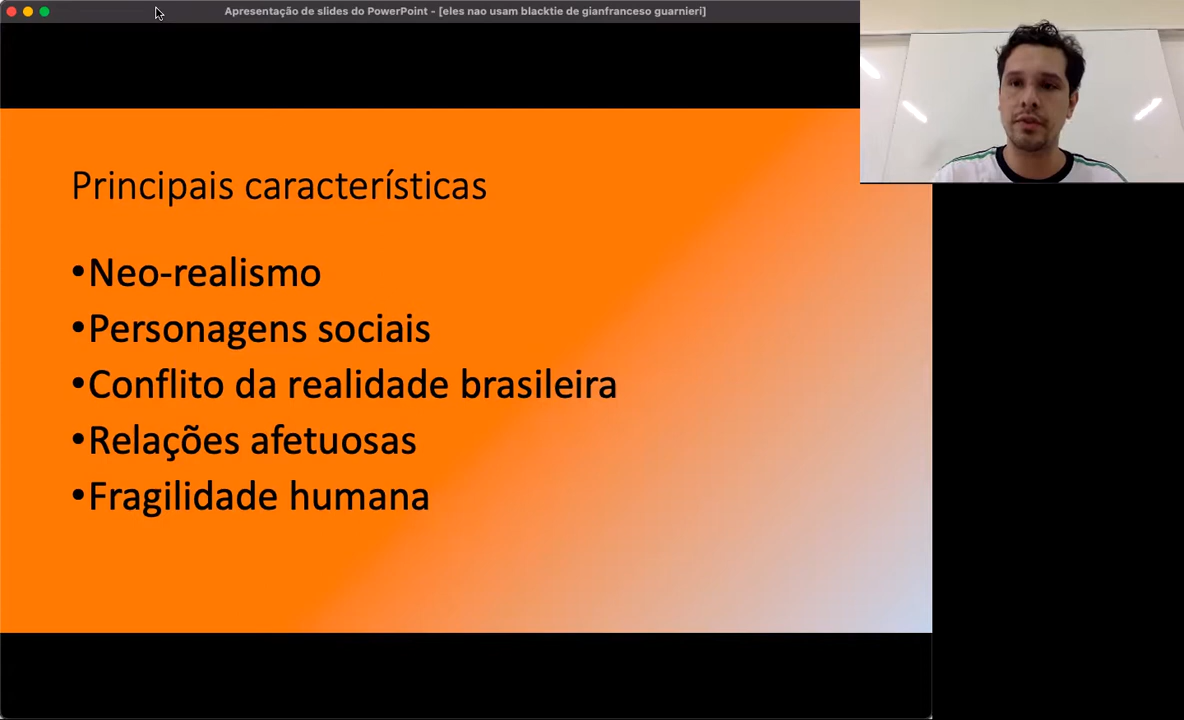 Apresentação de slides do PowerPoint - [eles nao usam blacktie de gianfranceso guarnieri]
Principais características
•Neo-realismo
•Personagens sociais
•Conflito da realidade brasileira
•Relações afetuosas
•Fragilidade humana